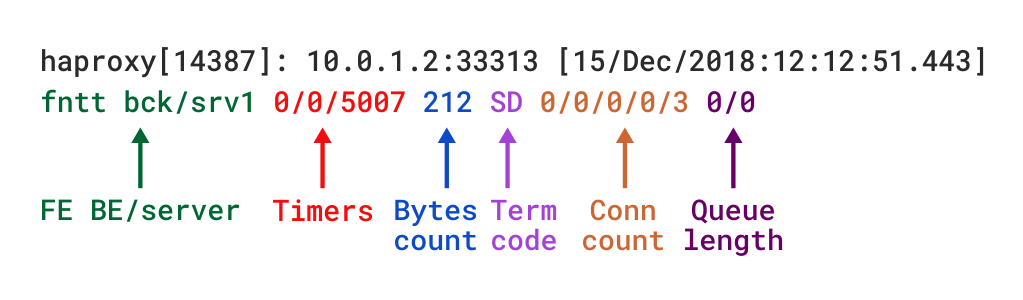 haproxy[14387]: 10.0.1.2:33313 [15/Dec/2018:12:12:51.443]
fntt bck/srv1 0/0/5007 212 SD 0/0/0/0/3 0/0
FE BE/server Timers Bytes Term Conn Queue
count code count length